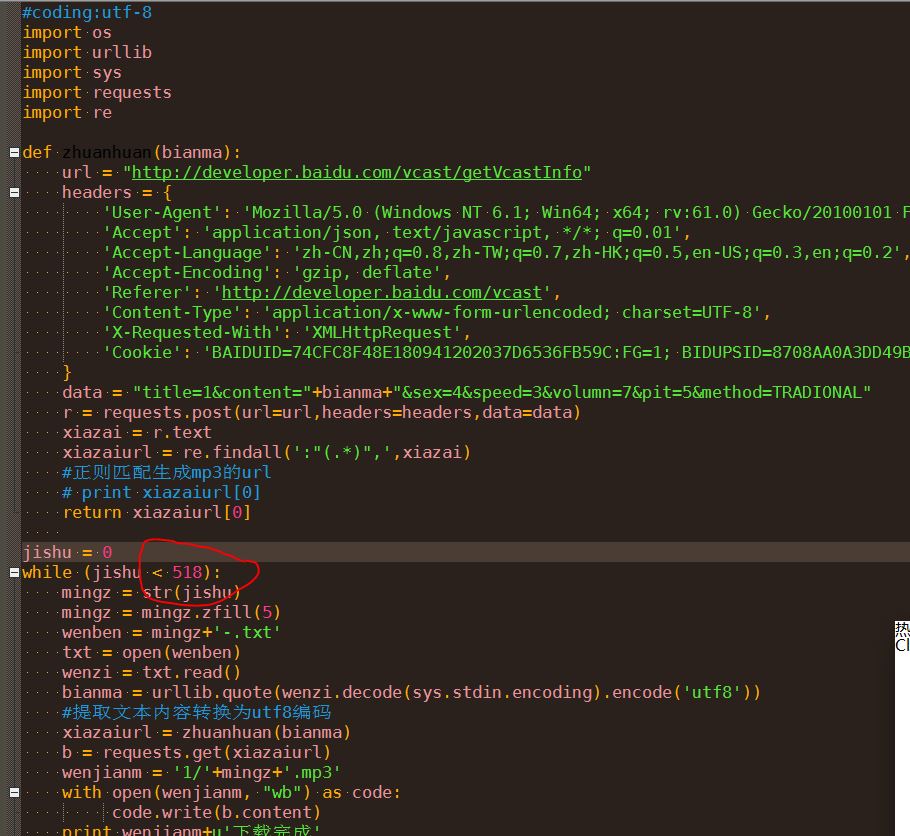 #coding:utf-8
import os
import urllib
import sys
import requests
import re
def zhuanhuan(bianma):
url = "http://developer.baidu.com/vcast/getVcastInfo"
headers = {
'User-Agent': 'Mozilla/5.0 (Windows NT 6.1; Win64; x64; rv:61.0) Gecko/20100101 F
'Accept': 'application/json, text/javascript, */*; q=0.01',
'Accept-Language': 'zh-CN,zh;q=0.8,zh-TW;q=0.7,zh-HK;q=0.5,en-US;q=0.3,en;q=0.2',
'Accept-Encoding': 'gzip, deflate',
'Referer': 'http://developer.baidu.com/vcast',
'Content-Type': 'application/x-www-form-urlencoded; charset=UTF-8',
'X-Requested-With': 'XMLHttpRequest',
'Cookie': 'BAIDUID=74CFC8F48E180941202037D6536FB59C:FG=1; BIDUPSID=8708AA0A3DD49B
}
data = "title=1&content="+bianma+"&sex=4&speed=3&volumn=7&pit=5&method=TRADIONAL"
r = requests.post(url=url,headers=headers,data=data)
xiazai = r.text
xiazaiurl = re.findall(':"(.*)",',xiazai)
#正则匹配生成mp3的url
# print xiazaiurl[0]
return xiazaiurl[0]
jishu = 0
while (jishu < 518):
mingz = str(jishu)
mingz = mingz.zfill(5)
wenben = mingz+'-.txt'
txt = open(wenben)
wenzi = txt.read()
bianma = urllib.quote(wenzi.decode(sys.stdin.encoding).encode('utf8'))
#提取文本内容转换为utf8编码
xiazaiurl = zhuanhuan(bianma)
b = requests.get(xiazaiurl)
wenjianm = '1/'+mingz+'.mp3'
with open(wenjianm, "wb") as code:
code.write(b.content)
print wenjianm+u'下载完成'
热
Cl